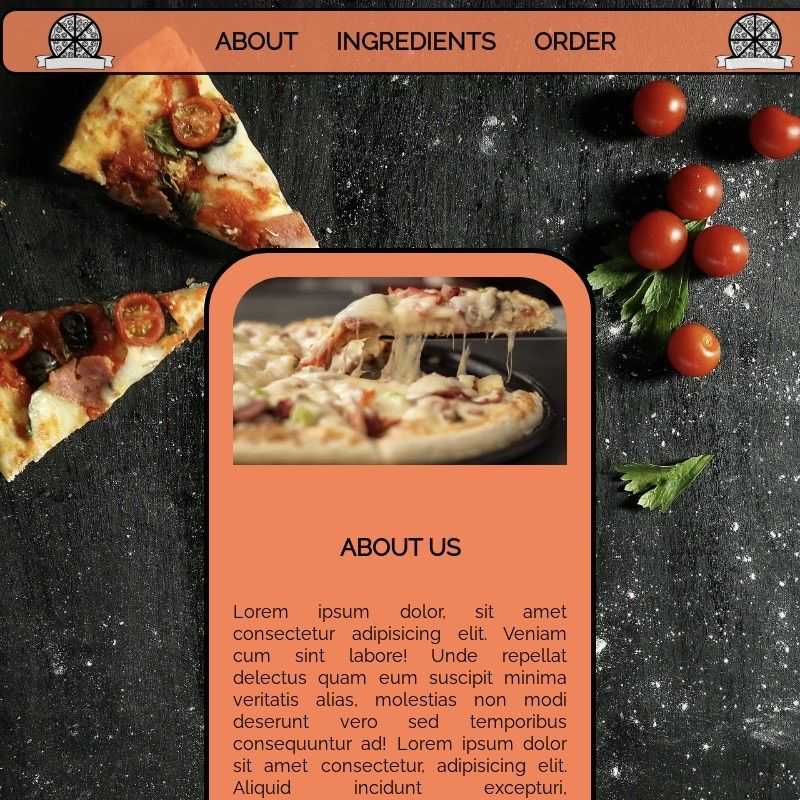 ABOUT INGREDIENTS ORDER
ABOUT US
Lorem ipsum dolor, sit amet
consectetur adipisicing elit. Veniam
cum sint labore! Unde repellat
delectus quam eum suscipit minima
veritatis alias, molestias non modi
deserunt vero sed temporibus
consequuntur ad! Lorem ipsum dolor
sit amet consectetur, adipisicing elit.
Aliquid incidunt excepturi,